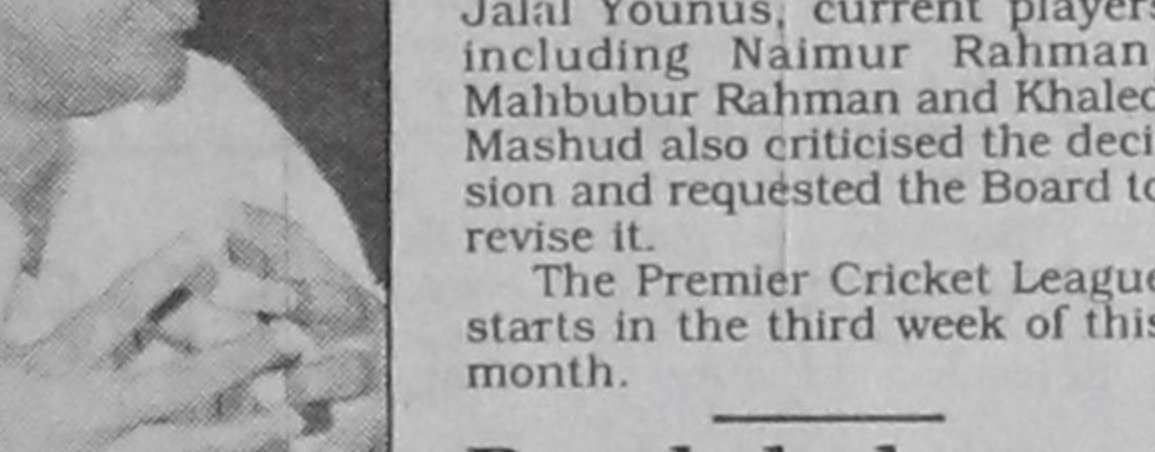 Jalal Younus, current players
including Naimur Rahman
Mahbubur Rahman and Khaled
Mashud also criticised the deci
sion and requested the Board to
revise it.
The Premier Cricket League
starts in the third week of this
month.